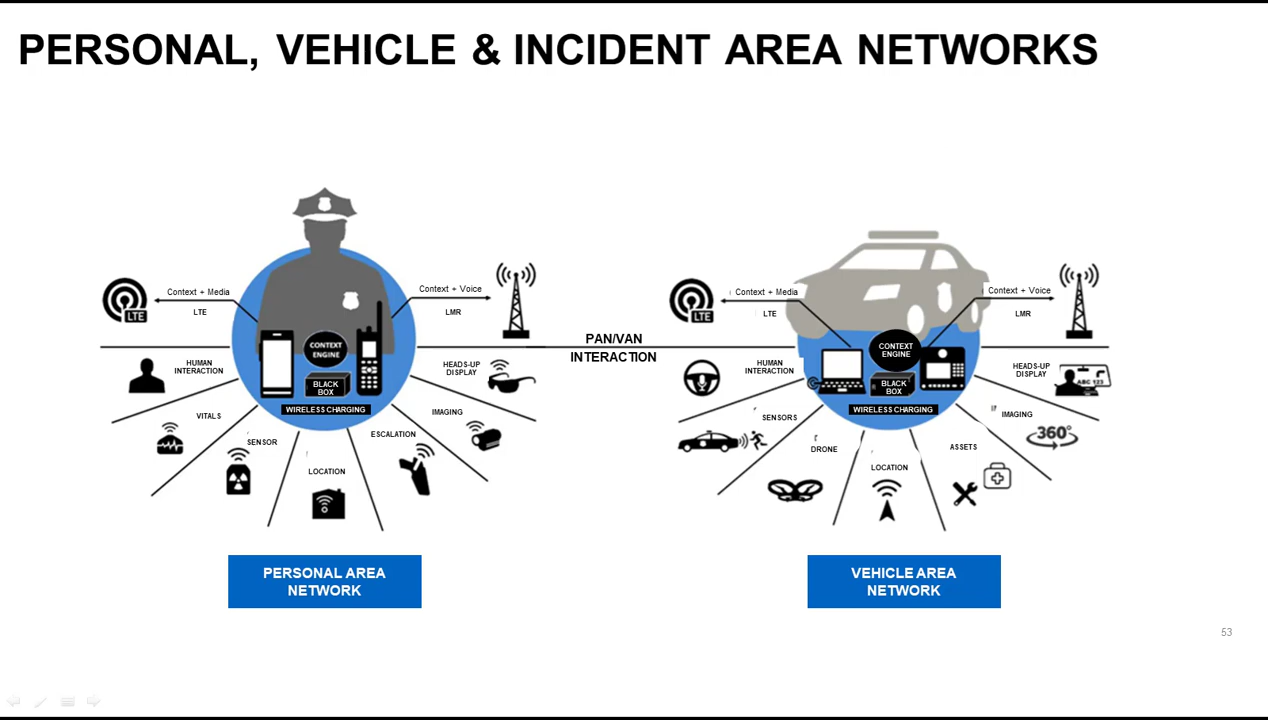 PERSONAL, VEHICLE & INCIDENT AREA NETWORKS
Context + Media
LTE
LTE
Context + Voice
LMR
HUMAN
INTERACTION
VITALS
SENSOR
LOCATION
ESCALATION
IMAGING
HEADS-UP
DISPLAY
CONTEXT
ENGINE
BLACK
BOX
WIRELESS CHARGING
PERSONAL AREA
NETWORK
PAN/VAN
INTERACTION
Context + Media
LTE
LTE
Context + Voice
LMR
HUMAN
INTERACTION
SENSORS
DRONE
LOCATION
ASSETS
IMAGING
360°
HEADS-UP
DISPLAY
ABC 123
CONTEXT
ENGINE
BLACK
BOX
WIRELESS CHARGING
VEHICLE AREA
NETWORK
53